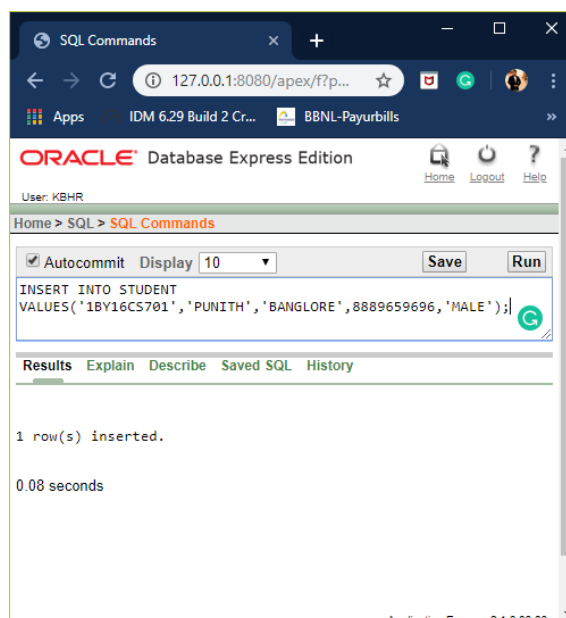 SQL Commands
127.0.0.1:8080/apex/f?p...
Apps IDM 6.29 Build 2 Cr... BBNL-Payurbills
ORACLE Database Express Edition
Home Logout Help
User: KBHR
Home > SQL > SQL Commands
Autocommit Display 10 Save Run
INSERT INTO STUDENT
VALUES('1BY16CS701','PUNITH','BANGLORE',8889659696,'MALE');
Results Explain Describe Saved SQL History
1 row(s) inserted.
0.08 seconds